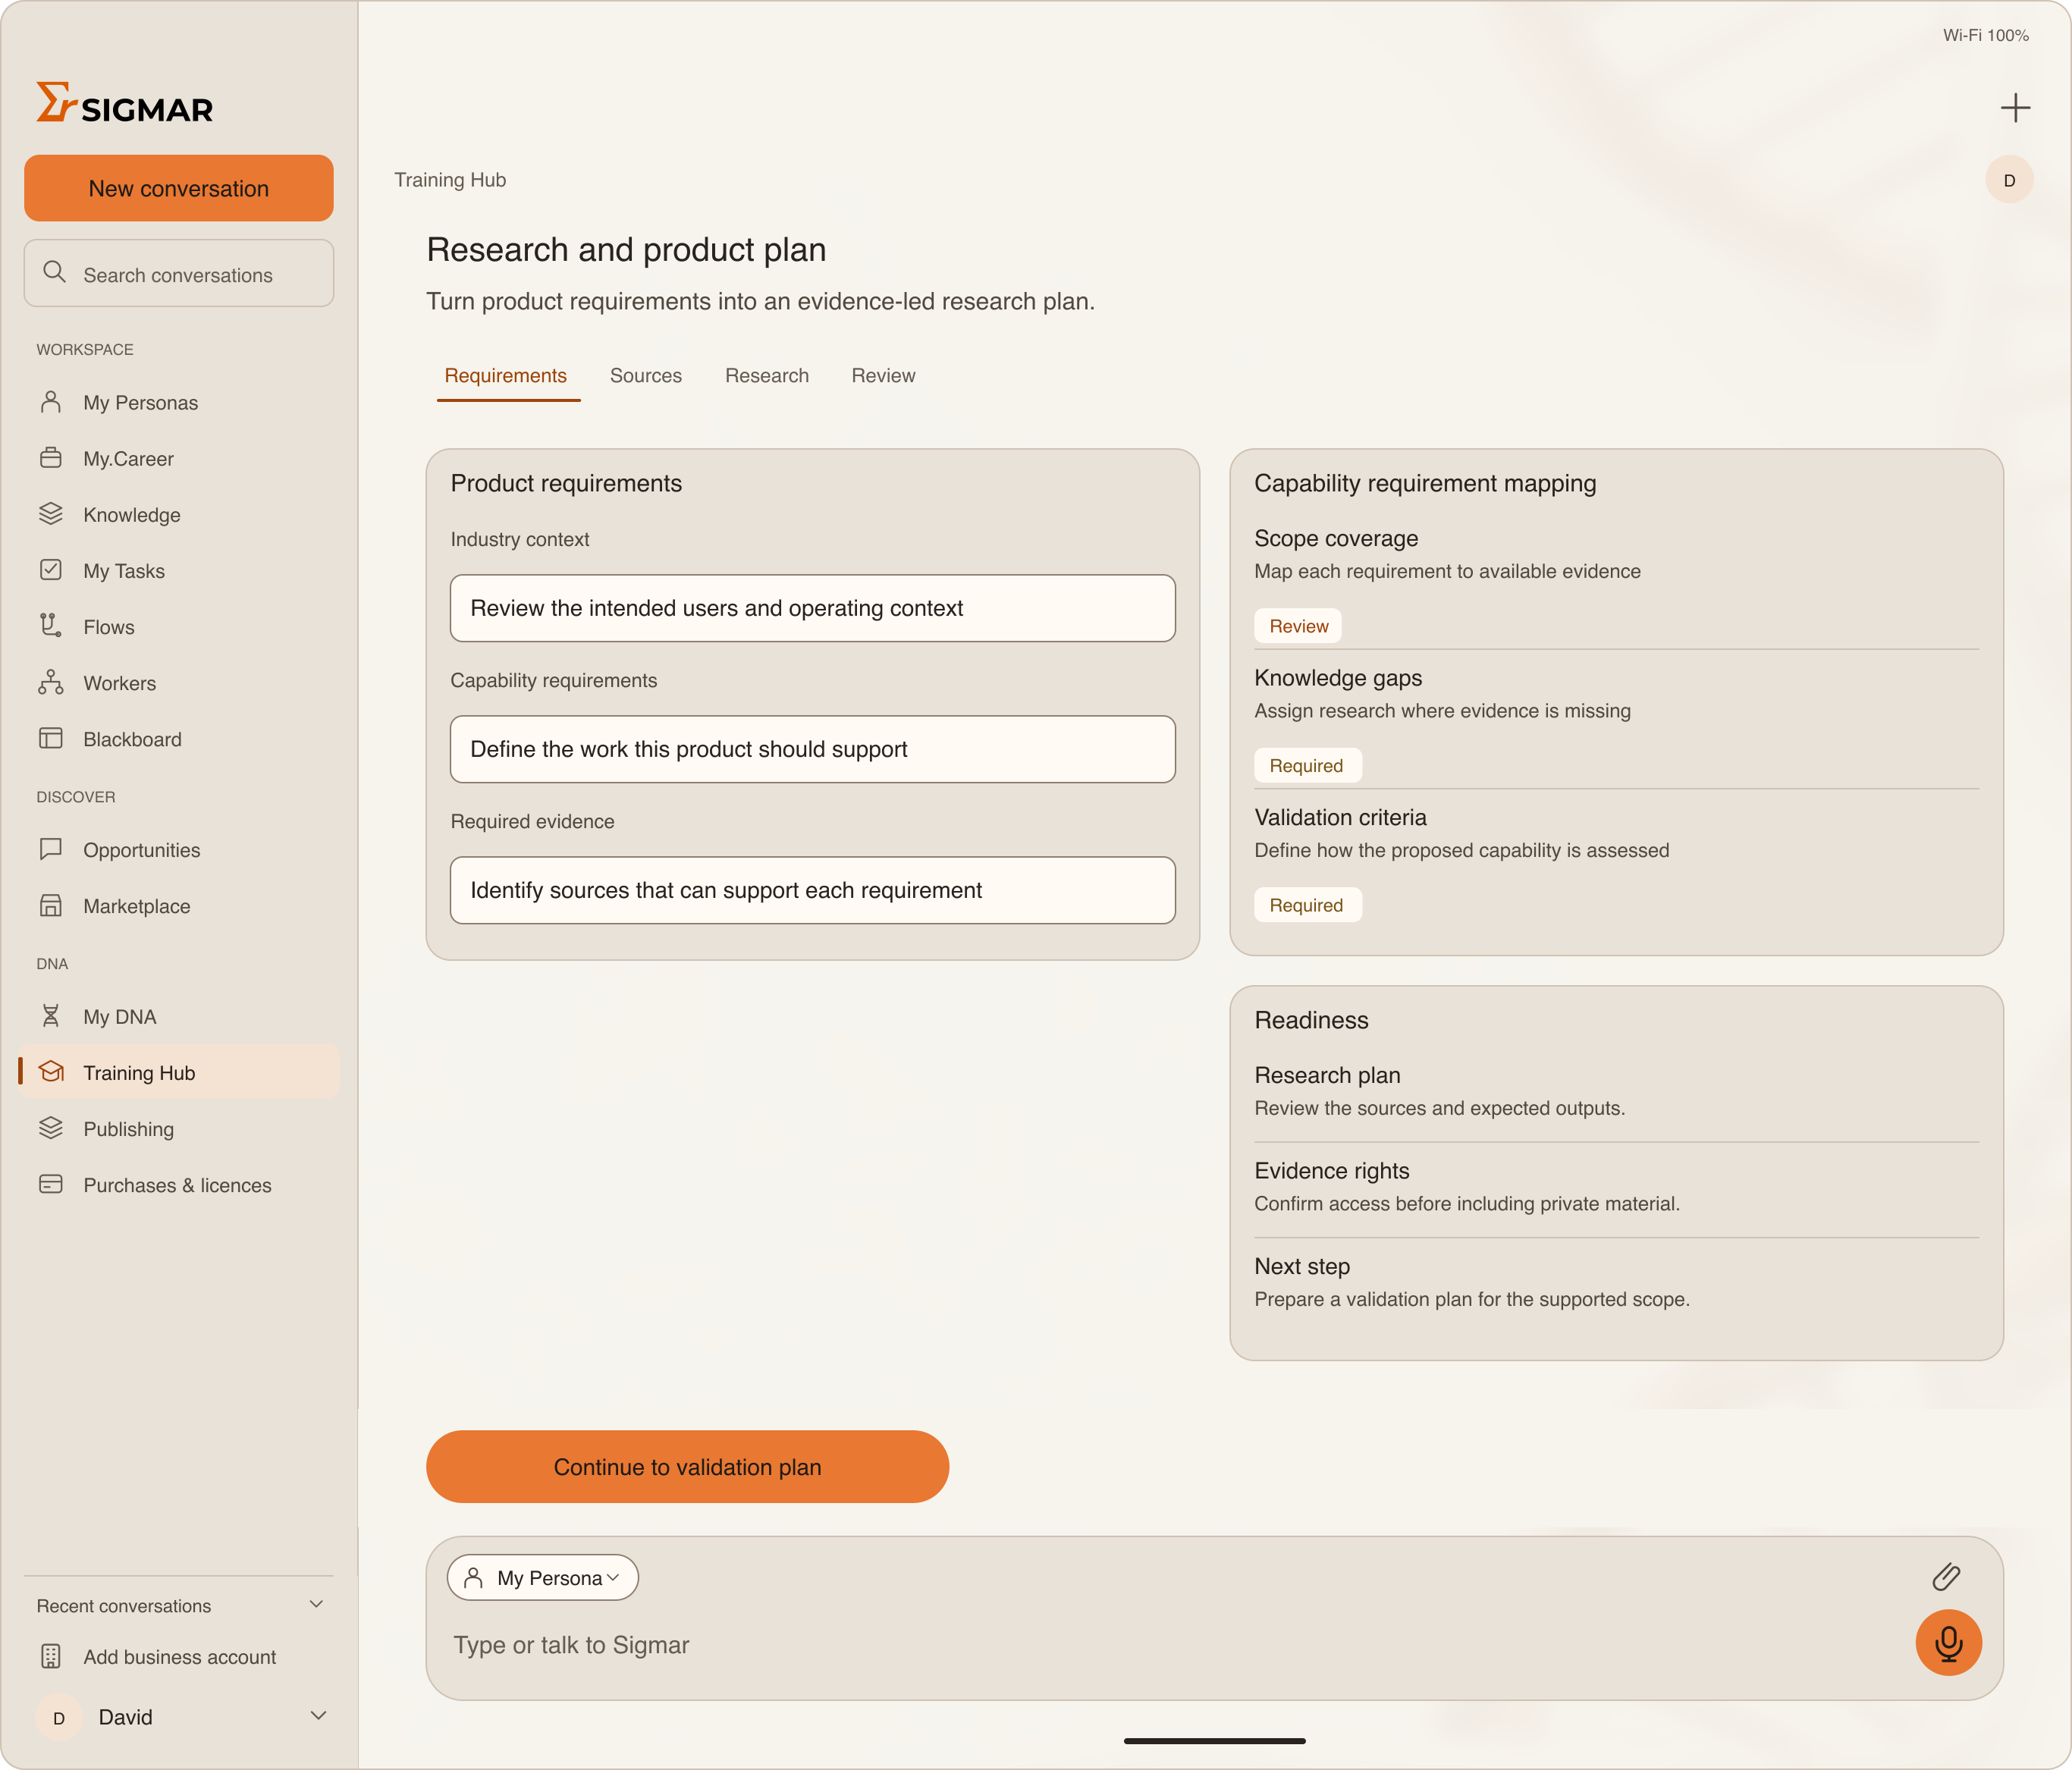 Wi-Fi 100%
Σr SIGMAR
New conversation
Search conversations
WORKSPACE
My Personas
My.Career
Knowledge
My Tasks
Flows
Workers
Blackboard
DISCOVER
Opportunities
Marketplace
DNA
My DNA
Training Hub
Publishing
Purchases & licences
Recent conversations
Add business account
D
David
Training Hub
D
Research and product plan
Turn product requirements into an evidence-led research plan.
Requirements
Sources
Research
Review
Product requirements
Industry context
Review the intended users and operating context
Capability requirements
Define the work this product should support
Required evidence
Identify sources that can support each requirement
Capability requirement mapping
Scope coverage
Map each requirement to available evidence
Review
Knowledge gaps
Assign research where evidence is missing
Required
Validation criteria
Define how the proposed capability is assessed
Required
Readiness
Research plan
Review the sources and expected outputs.
Evidence rights
Confirm access before including private material.
Next step
Prepare a validation plan for the supported scope.
Continue to validation plan
My Persona
Type or talk to Sigmar